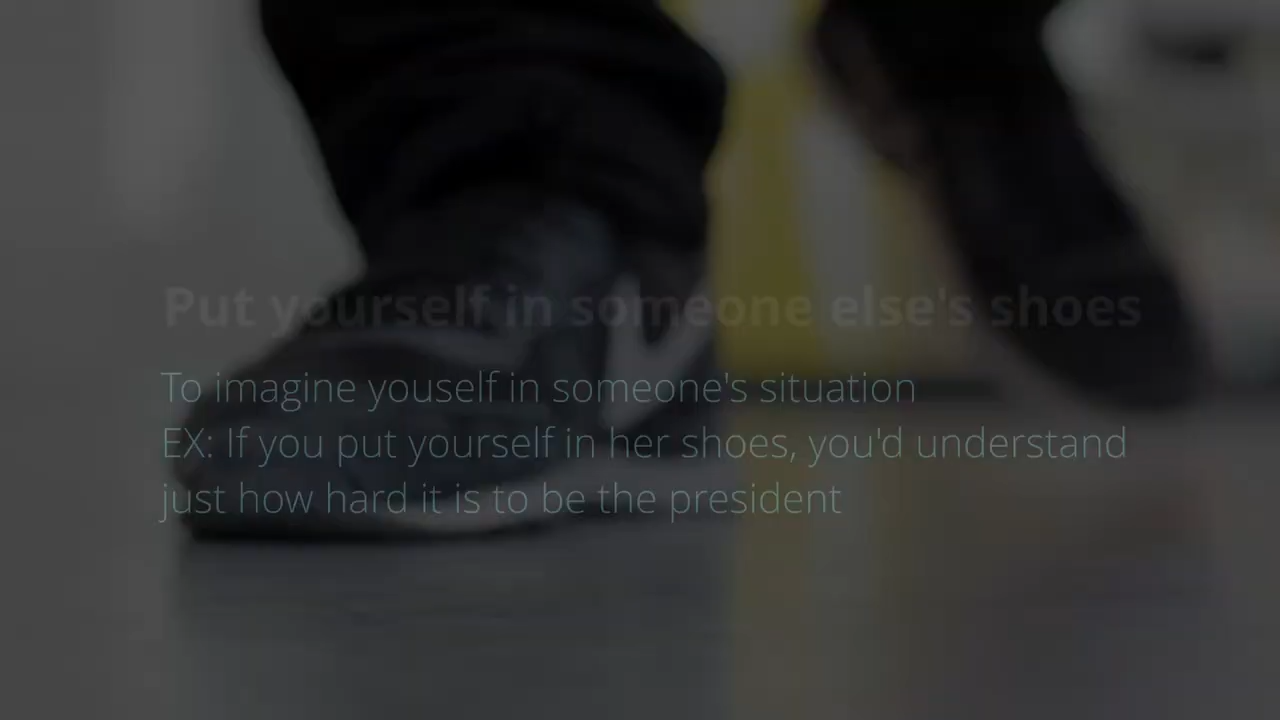 Put yourself in someone else's shoes
To imagine youself in someone's situation
EX: If you put yourself in her shoes, you'd understand
just how hard it is to be the president